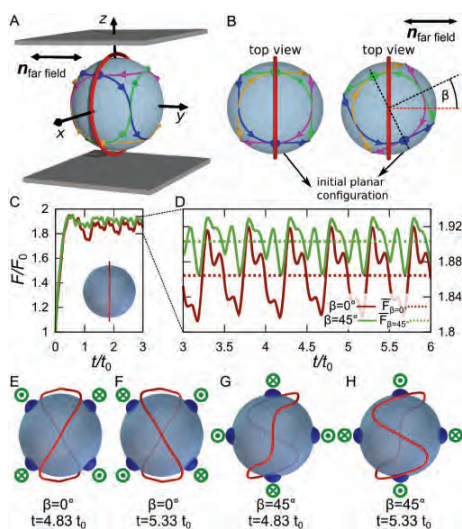 A
z
n far field
x
y
B
n far field
top view
top view
β
initial planar
configuration
C
F/F₀
2
1.8
1.6
1.4
1.2
1
0
1
2
3
t/t₀
D
1.92
1.88
1.84
1.8
3
3.5
4
4.5
5
5.5
6
t/t₀
β=0°
F̅β=0°
β=45°
F̅β=45°
E
F
G
H
β=0°
t=4.83 t₀
β=0°
t=5.33 t₀
β=45°
t=4.83 t₀
β=45°
t=5.33 t₀